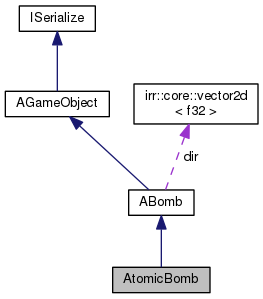 ISerialize
AGameObject
irr::core::vector2d
< f32 >
dir
ABomb
AtomicBomb